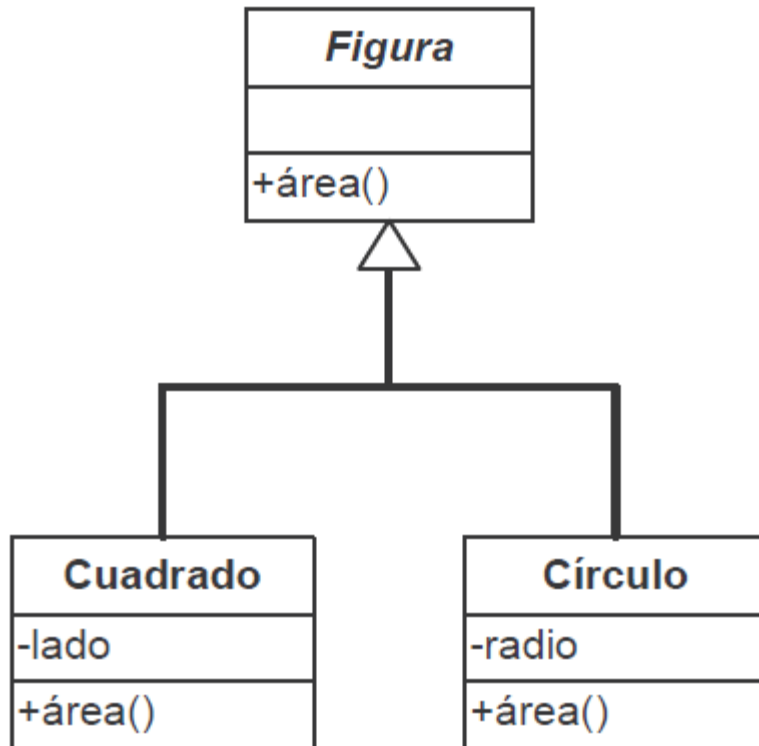 Figura
+área()
Cuadrado
-lado
+área()
Círculo
-radio
+área()